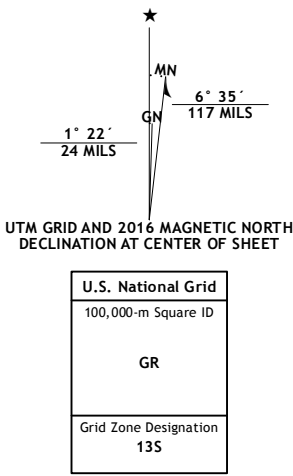 ★
MN
GN
6° 35´
117 MILS
1° 22´
24 MILS
UTM GRID AND 2016 MAGNETIC NORTH
DECLINATION AT CENTER OF SHEET
U.S. National Grid
100,000-m Square ID
GR
Grid Zone Designation
13S